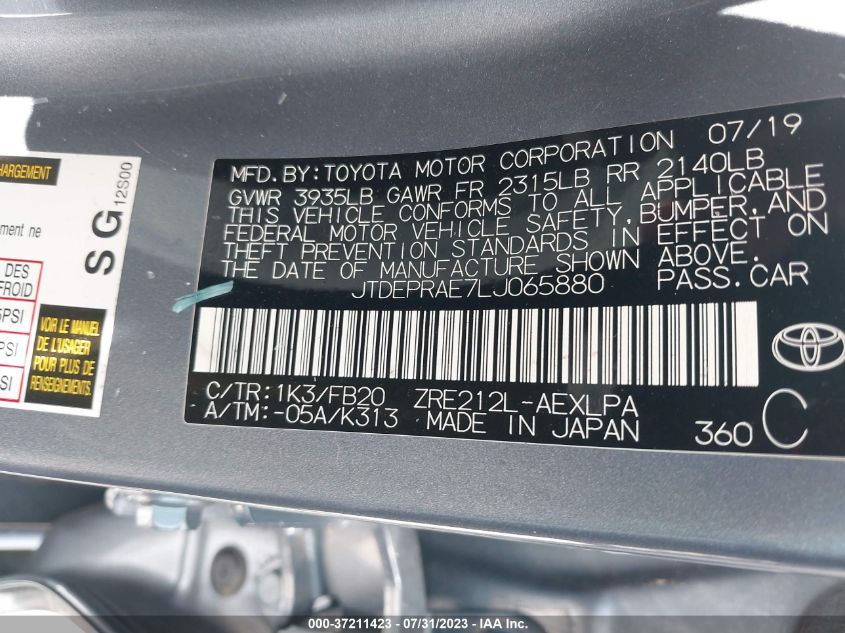 CHARGEMENT
ment ne
SG
12S00
DES
FROID
PSI
PSI
SI
VOIR LE MANUEL
DE L'USAGER
POUR PLUS DE
RENSEIGNEMENTS.
MFD. BY: TOYOTA MOTOR CORPORATION 07/19
GVWR 3935LB GAWR FR 2315LB RR 2140LB
THIS VEHICLE CONFORMS TO ALL APPLICABLE
FEDERAL MOTOR VEHICLE SAFETY, BUMPER, AND
THEFT PREVENTION STANDARDS IN EFFECT ON
THE DATE OF MANUFACTURE SHOWN ABOVE.
JTDEPRAE7LJ065880 PASS. CAR
C/TR: 1K3/FB20 ZRE212L-AEXLPA
A/TM: -05A/K313 MADE IN JAPAN 360 C
000-37211423 / 07/31/2023 / IAA Inc.